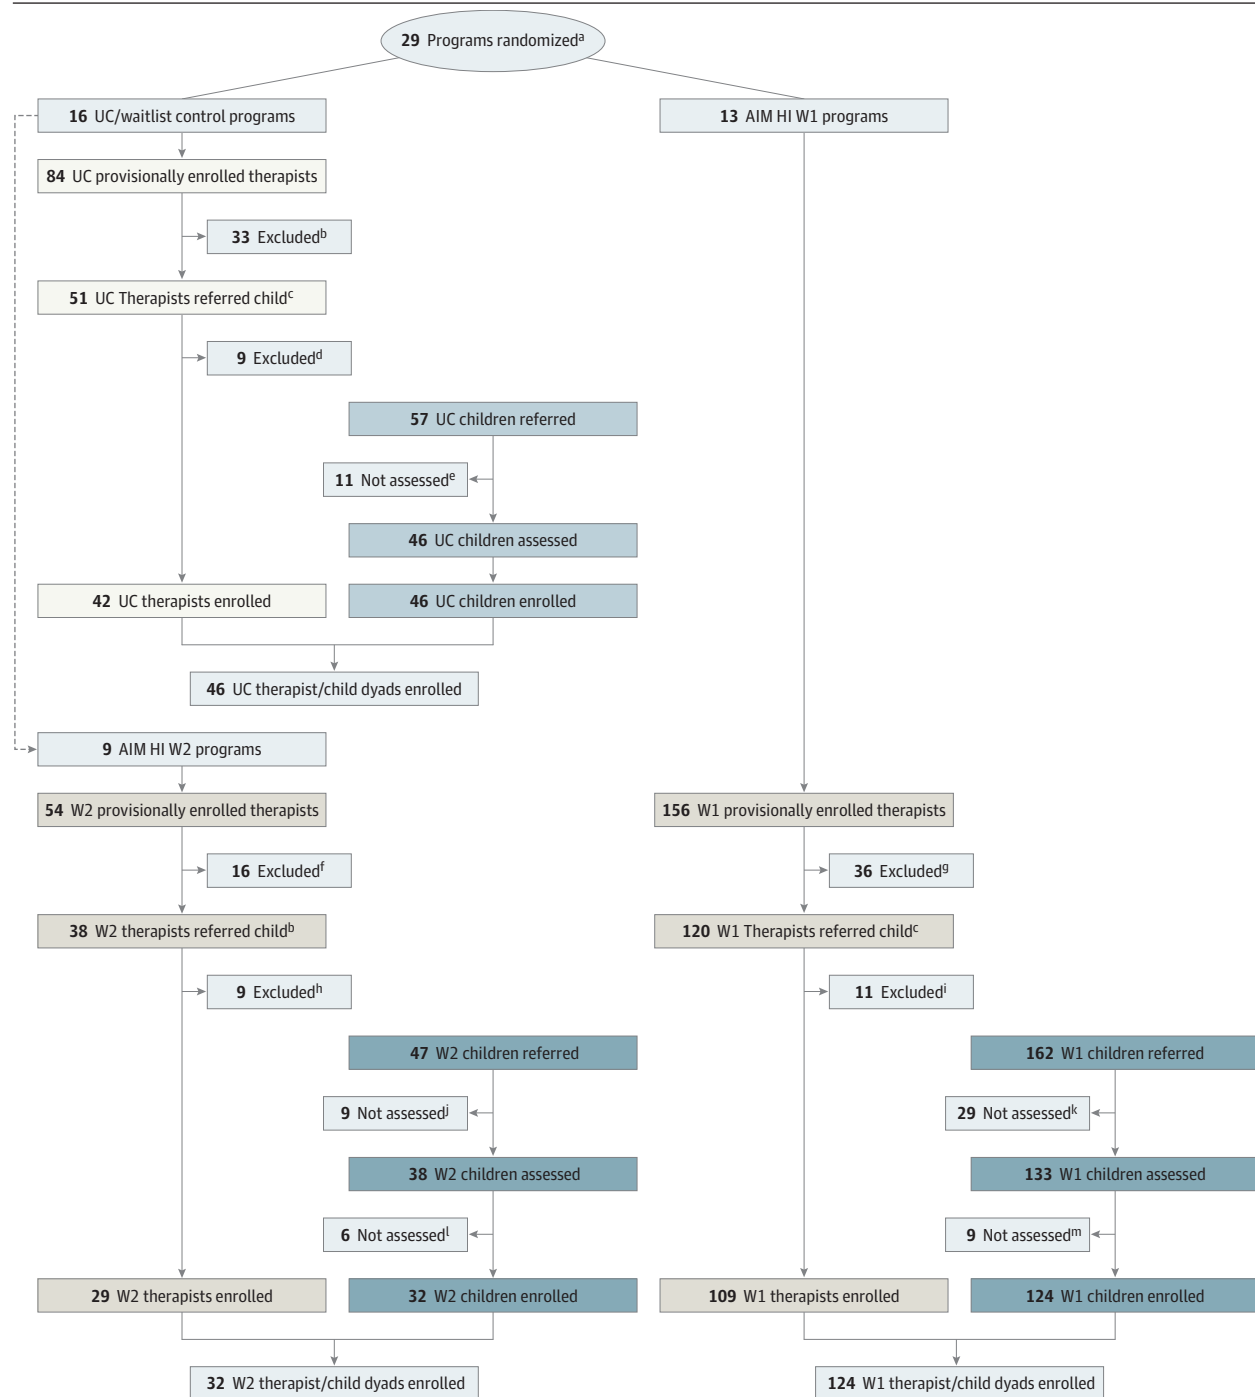 29 Programs randomizedᵃ
16 UC/waitlist control programs
13 AIM HI W1 programs
84 UC provisionally enrolled therapists
33 Excludedᵇ
51 UC Therapists referred childᶜ
9 Excludedᵈ
57 UC children referred
11 Not assessedᵉ
46 UC children assessed
42 UC therapists enrolled
46 UC children enrolled
46 UC therapist/child dyads enrolled
9 AIM HI W2 programs
54 W2 provisionally enrolled therapists
156 W1 provisionally enrolled therapists
16 Excludedᶠ
36 Excludedᵍ
38 W2 therapists referred childᵇ
120 W1 Therapists referred childᶜ
9 Excludedʰ
11 Excludedⁱ
47 W2 children referred
162 W1 children referred
9 Not assessedʲ
29 Not assessedᵏ
38 W2 children assessed
133 W1 children assessed
6 Not assessedˡ
9 Not assessedᵐ
29 W2 therapists enrolled
32 W2 children enrolled
109 W1 therapists enrolled
124 W1 children enrolled
32 W2 therapist/child dyads enrolled
124 W1 therapist/child dyads enrolled